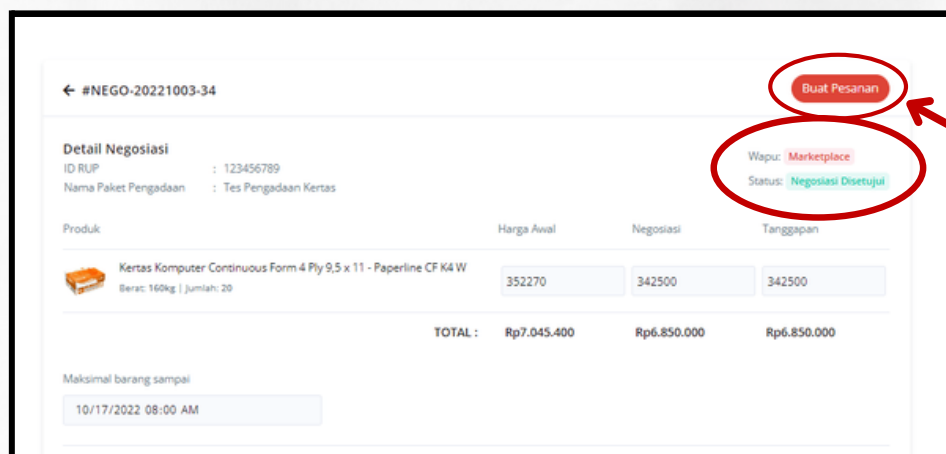 ← #NEGO-20221003-34
Buat Pesanan
Detail Negosiasi
ID RUP : 123456789
Nama Paket Pengadaan : Tes Pengadaan Kertas
Wapu: Marketplace
Status: Negosiasi Disetujui
Produk Harga Awal Negosiasi Tanggapan
Kertas Komputer Continuous Form 4 Ply 9,5 x 11 - Paperline CF K4 W
Berat: 160kg | Jumlah: 20
352270 342500 342500
TOTAL : Rp7.045.400 Rp6.850.000 Rp6.850.000
Maksimal barang sampai
10/17/2022 08:00 AM